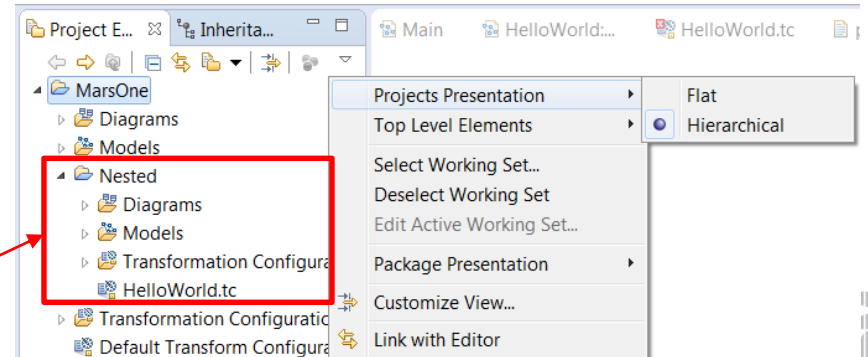 Project E... Inherita... Main HelloWorld:... HelloWorld.tc
MarsOne
Diagrams
Models
Nested
Diagrams
Models
Transformation Configura
HelloWorld.tc
Transformation Configuratic
Default Transform Configura
Projects Presentation
Top Level Elements
Select Working Set...
Deselect Working Set
Edit Active Working Set...
Package Presentation
Customize View...
Link with Editor
Flat
Hierarchical